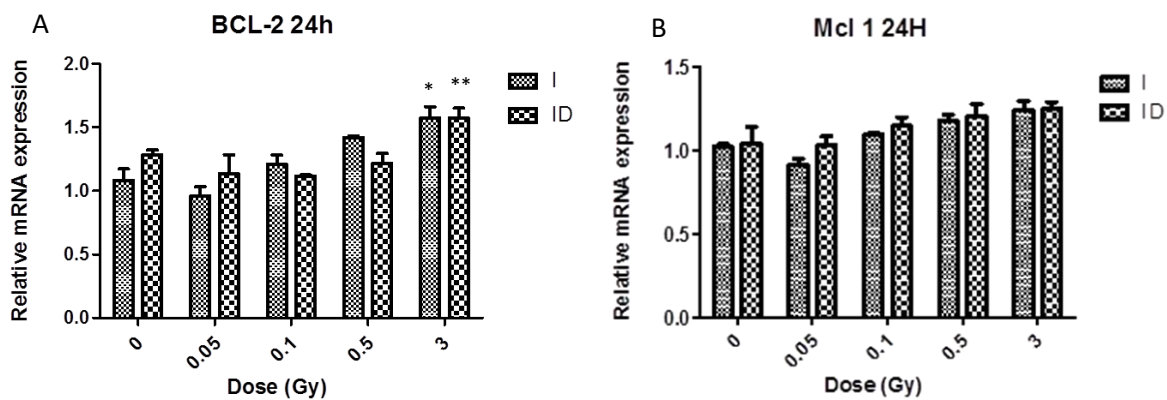 A
BCL-2 24h
Relative mRNA expression
2.0
1.5
1.0
0.5
0.0
* **
I
ID
0
0.05
0.1
0.5
3
Dose (Gy)
B
Mcl 1 24H
Relative mRNA expression
1.5
1.0
0.5
0.0
I
ID
0
0.05
0.1
0.5
3
Dose (Gy)